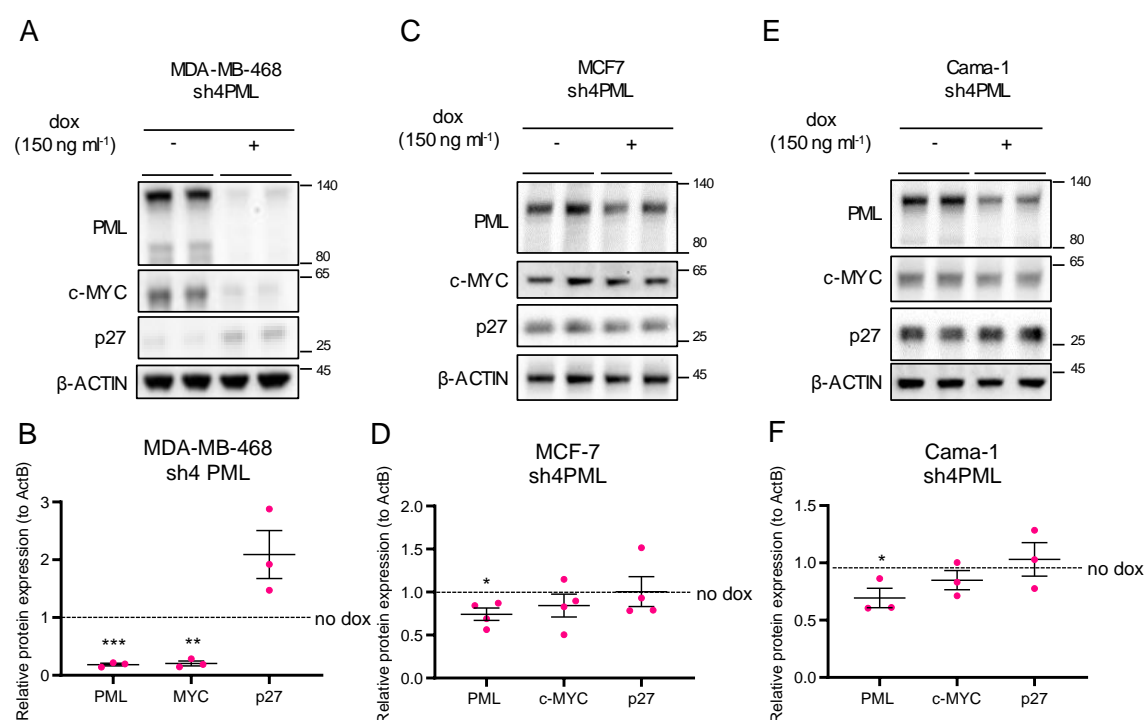 A
MDA-MB-468
sh4PML
dox
(150 ng ml-1)
- +
PML
140
80
c-MYC
65
p27
25
β-ACTIN
45
C
MCF7
sh4PML
dox
(150 ng ml-1)
- +
PML
140
80
c-MYC
65
p27
25
β-ACTIN
45
E
Cama-1
sh4PML
dox
(150 ng ml-1)
- +
PML
140
80
c-MYC
65
p27
25
β-ACTIN
45
B
MDA-MB-468
sh4 PML
Relative protein expression (to ActB)
3
2
1
0
no dox
***
**
PML MYC p27
D
MCF-7
sh4PML
Relative protein expression (to ActB)
2.0
1.5
1.0
0.5
0.0
no dox
*
PML c-MYC p27
F
Cama-1
sh4PML
Relative protein expression (to ActB)
1.5
1.0
0.5
0.0
no dox
*
PML c-MYC p27